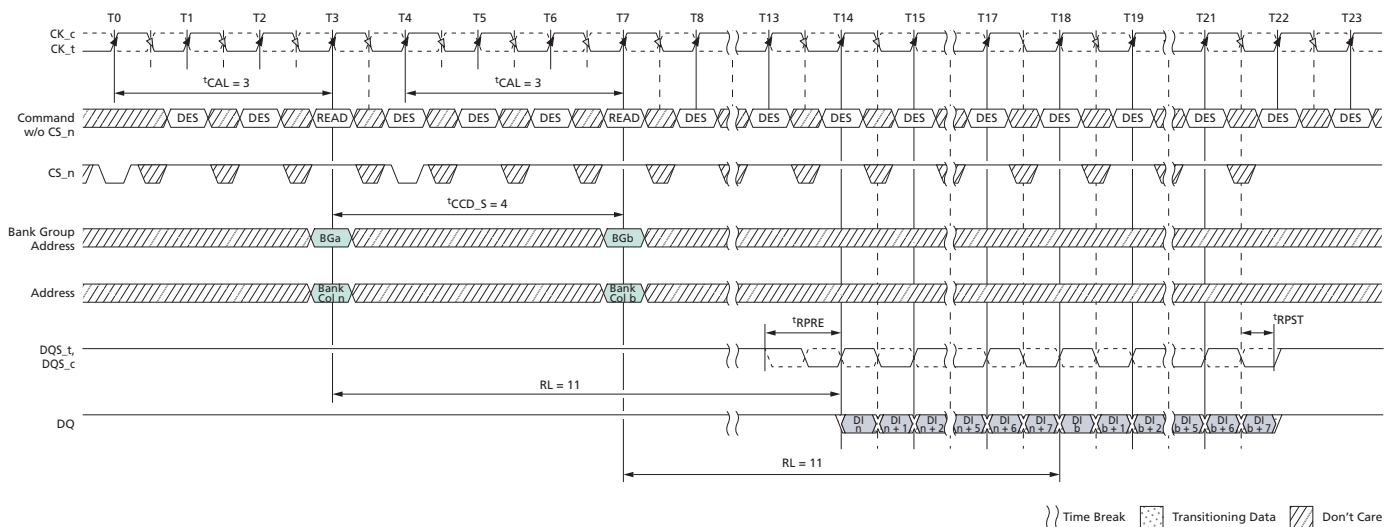 T0 T1 T2 T3 T4 T5 T6 T7 T8 T13 T14 T15 T17 T18 T19 T21 T22 T23
CK_c
CK_t
tCAL = 3 tCAL = 3
Command
w/o CS_n
DES DES READ DES DES DES READ DES DES DES DES DES DES DES DES DES DES
CS_n
tCCD_S = 4
Bank Group
Address
BGa BGb
Address
Bank
Col n
Bank
Col b
tRPRE tRPST
DQS_t,
DQS_c
RL = 11
DQ
DI
n
DI
n + 1
DI
n + 2
DI
n + 5
DI
n + 6
DI
n + 7
DI
b
DI
b + 1
DI
b + 2
DI
b + 5
DI
b + 6
DI
b + 7
RL = 11
Time Break Transitioning Data Don't Care